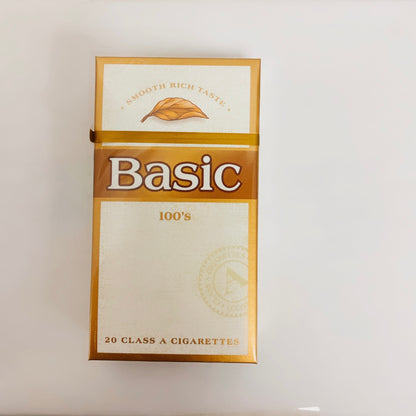 SMOOTH RICH TASTE
Basic
100's
20 CLASS A CIGARETTES